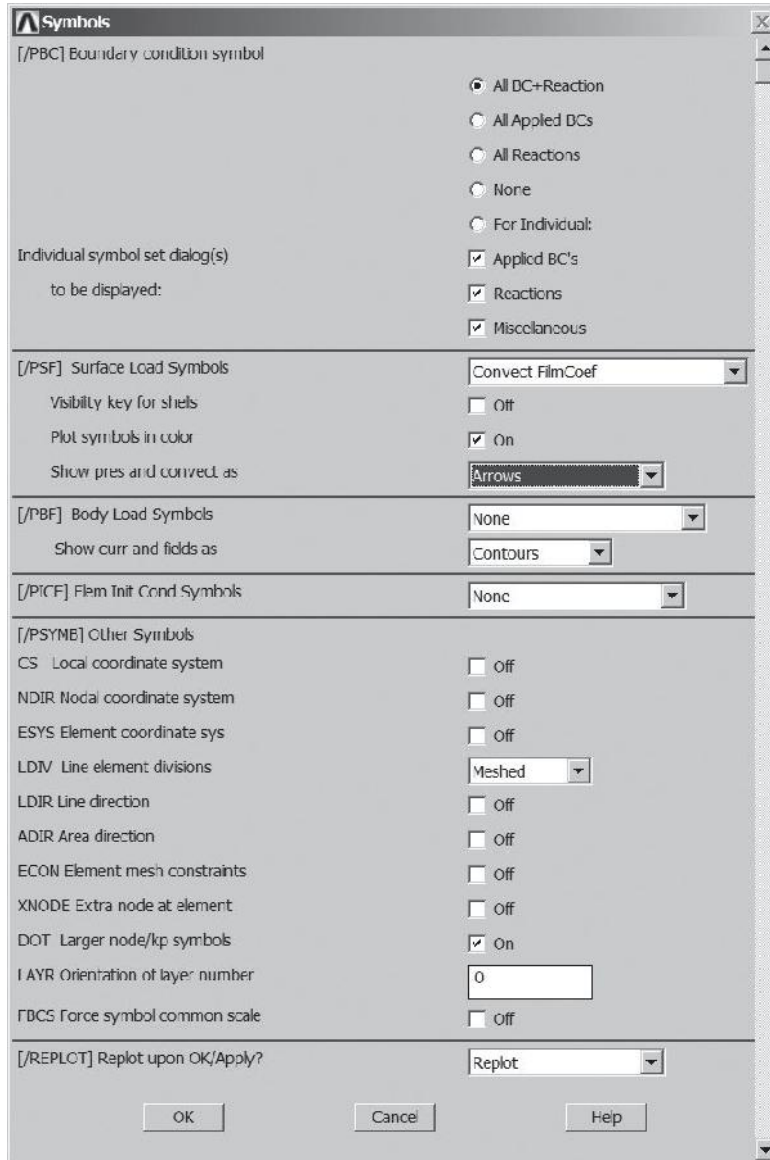 Symbols
[/PBC] Boundary condition symbol
All BC+Reaction
All Appled BCs
All Reactions
None
For Individual:
Individual symbol set dialog(s)
Applied BC's
to be displayed:
Reactions
Miscelaneous
[/PSF] Surface Load Symbols
Convect FilmCoef
Visibilty key for shels
Off
Plot symbols in color
On
Show pres and convect as
Arrows
[/PBF] Body Load Symbols
None
Show curr and fields as
Contours
[/PICE] Elem Init Cond Symbols
None
[/PSYMB] Other Symbols
CS Local coordinate system
Off
NDIR Nodal coordinate system
Off
ESYS Element coordinate sys
Off
LDIV Line element divisions
Meshed
LDIR Line direction
Off
ADIR Area direction
Off
ECON Element mesh constraints
Off
XNODE Extra node at element
Off
DOT Larger node/kp symbols
On
LAYR Orientation of layer number
0
FBCS Force symbol common scale
Off
[/REPLOT] Replot upon OK/Apply?
Replot
OK Cancel Help